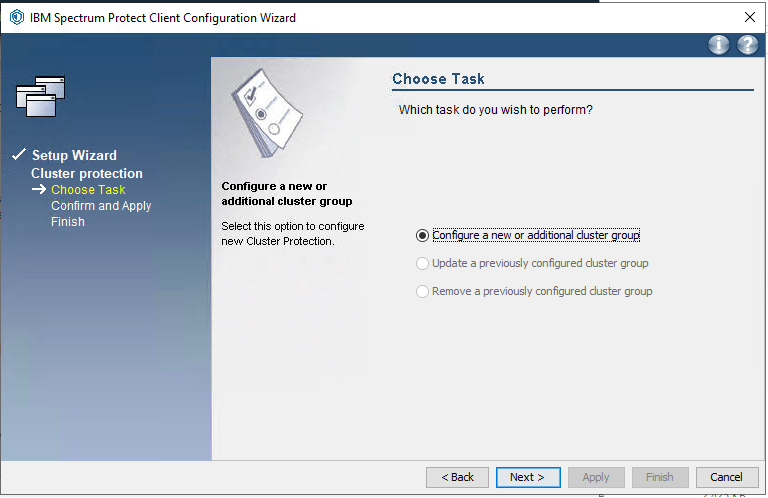 IBM Spectrum Protect Client Configuration Wizard
Setup Wizard
Cluster protection
Choose Task
Confirm and Apply
Finish
Configure a new or
additional cluster group
Select this option to configure
new Cluster Protection.
Choose Task
Which task do you wish to perform?
Configure a new or additional cluster group
Update a previously configured cluster group
Remove a previously configured cluster group
< Back
Next >
Apply
Finish
Cancel